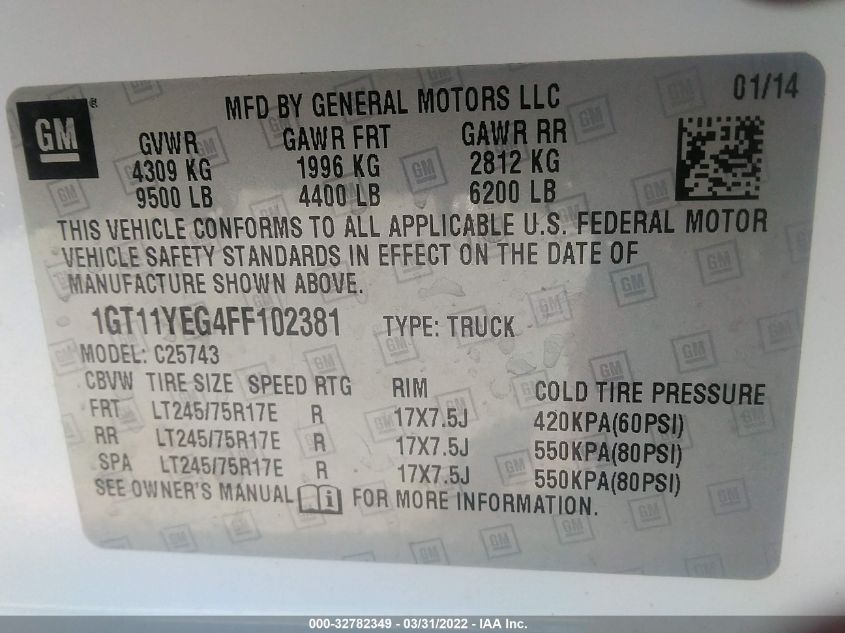 GM ®
MFD BY GENERAL MOTORS LLC 01/14
GVWR GAWR FRT GAWR RR
4309 KG 1996 KG 2812 KG
9500 LB 4400 LB 6200 LB
THIS VEHICLE CONFORMS TO ALL APPLICABLE U.S. FEDERAL MOTOR
VEHICLE SAFETY STANDARDS IN EFFECT ON THE DATE OF
MANUFACTURE SHOWN ABOVE.
1GT11YEG4FF102381 TYPE: TRUCK
MODEL: C25743
CBVW TIRE SIZE SPEED RTG RIM COLD TIRE PRESSURE
FRT LT245/75R17E R 17X7.5J 420KPA(60PSI)
RR LT245/75R17E R 17X7.5J 550KPA(80PSI)
SPA LT245/75R17E R 17X7.5J 550KPA(80PSI)
SEE OWNER'S MANUAL i FOR MORE INFORMATION.
000-32782349 - 03/31/2022 - IAA Inc.